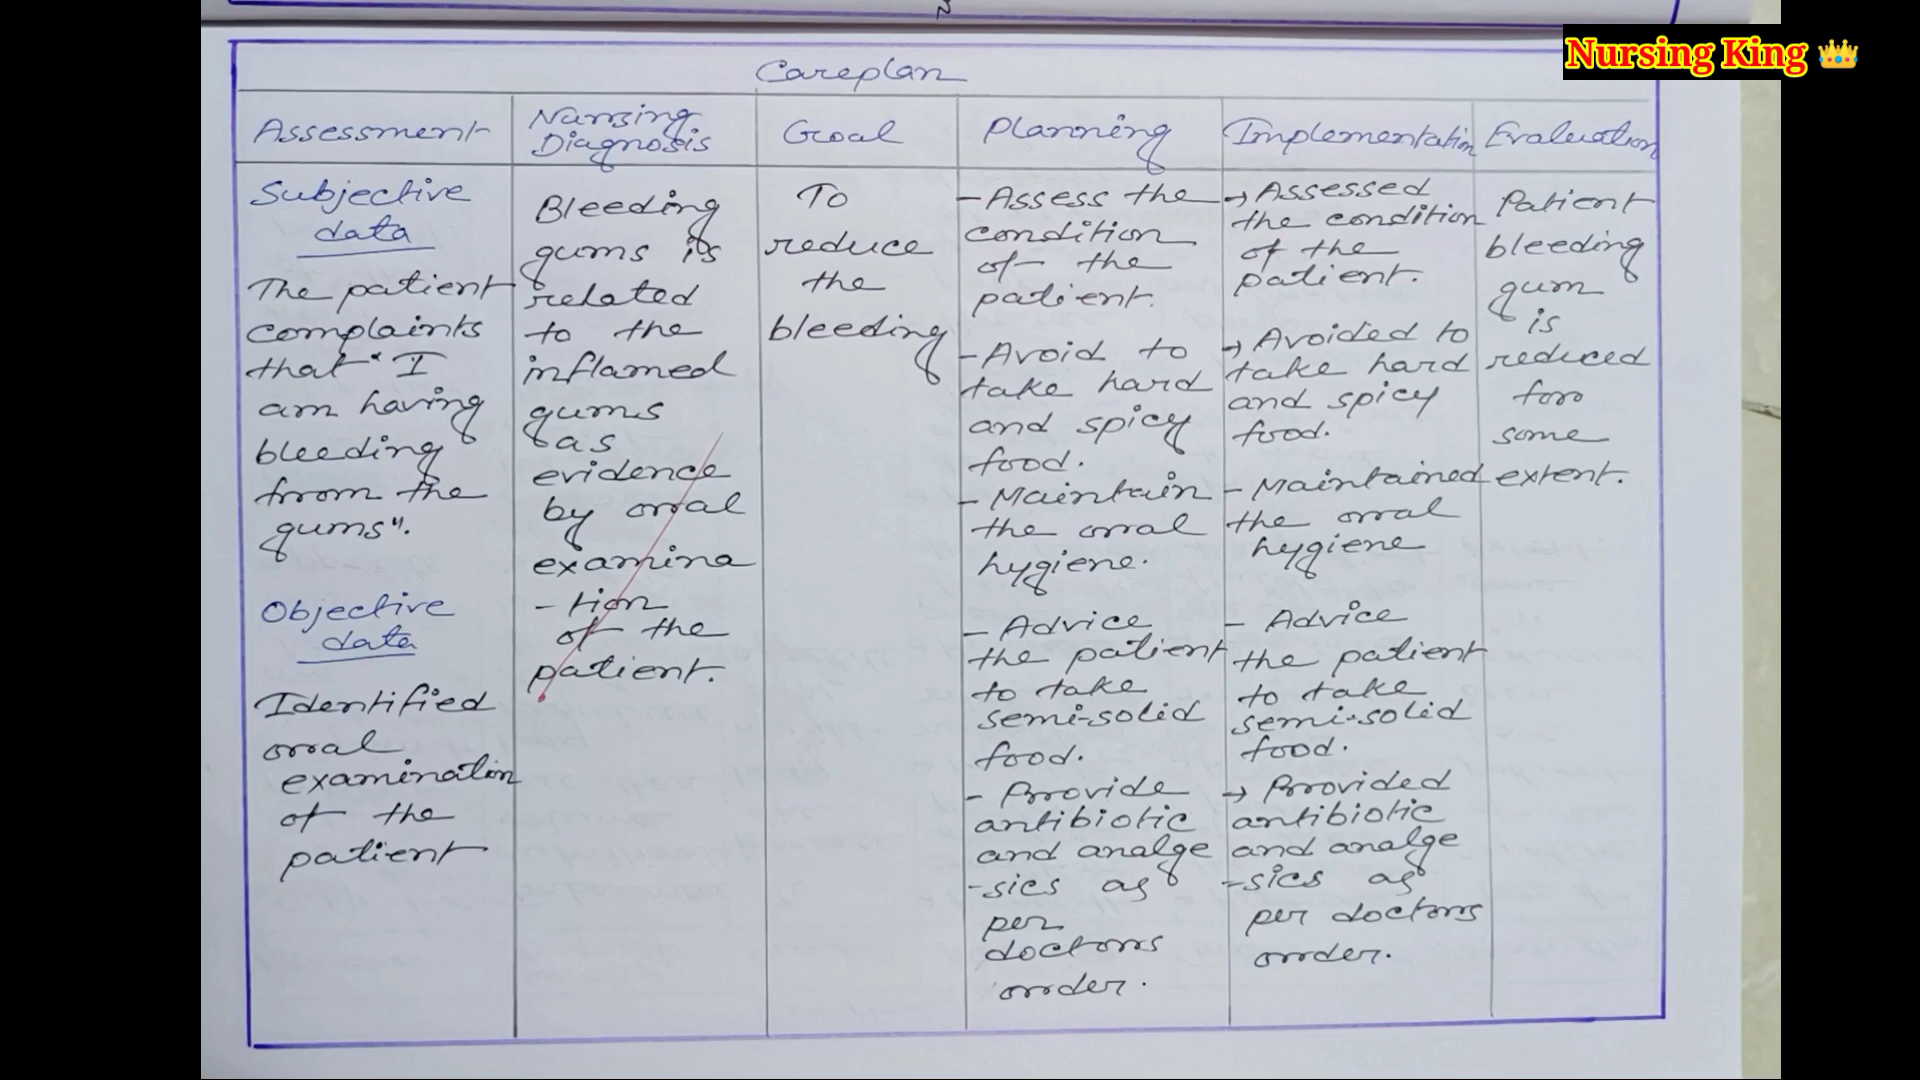 Nursing King
Careplan
Assessment
Nursing
Diagnosis
Goal
Planning
Implementation
Evaluation
Subjective
data
The patient
complaints
that "I
am having
bleeding
from the
gums".
Objective
data
Identified
oral
examination
of the
patient
Bleeding
gums is
related
to the
inflamed
gums
as
evidence
by oral
examina
-tion
of the
patient.
To
reduce
the
bleeding
- Assess the
condition
of the
patient.
- Avoid to
take hard
and spicy
food.
- Maintain
the oral
hygiene.
- Advice
the patient
to take
semi-solid
food.
- Provide
antibiotic
and analge
-sics as
per
doctors
order.
→ Assessed
the condition
of the
patient.
→ Avoided to
take hard
and spicy
food.
- Maintained
the oral
hygiene
- Advice
the patient
to take
semi-solid
food.
→ Provided
antibiotic
and analge
-sics as
per doctors
order.
Patient
bleeding
gum
is
reduced
for
some
extent.